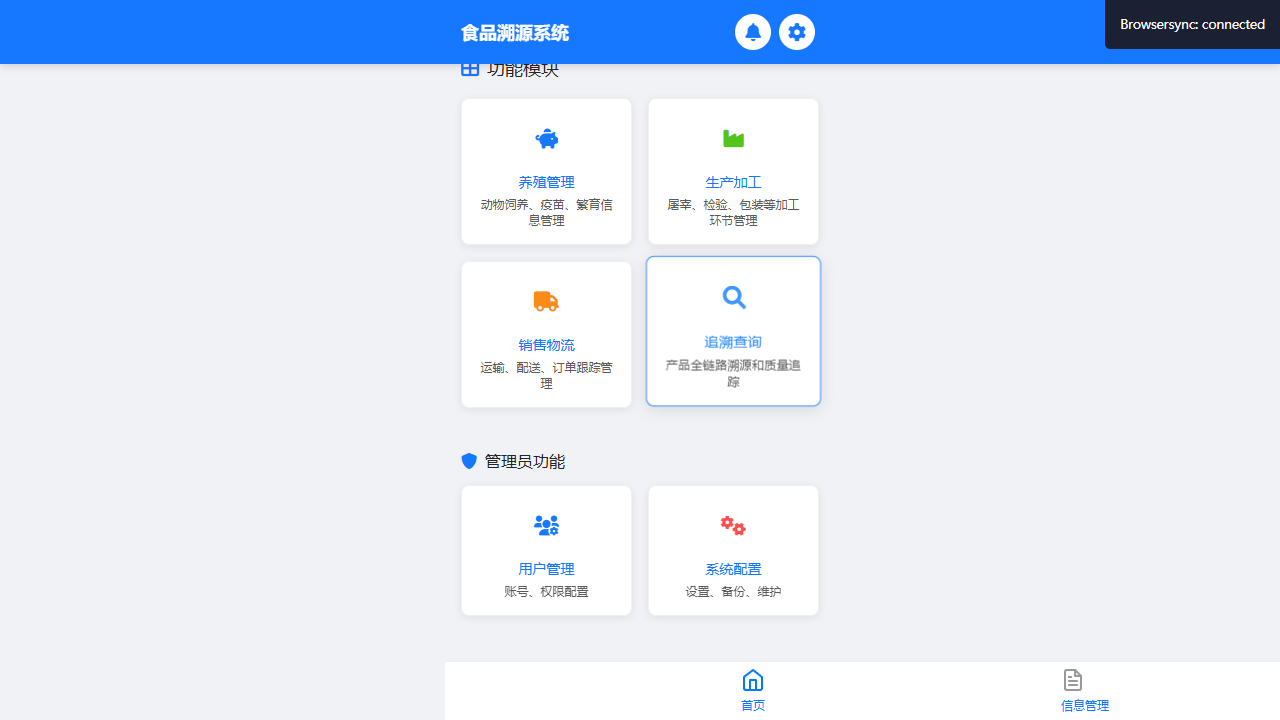 食品溯源系统
Browsersync: connected
功能模块
养殖管理
动物饲养、疫苗、繁育信
息管理
生产加工
屠宰、检验、包装等加工
环节管理
销售物流
运输、配送、订单跟踪管
理
追溯查询
产品全链路溯源和质量追
踪
管理员功能
用户管理
账号、权限配置
系统配置
设置、备份、维护
首页
信息管理